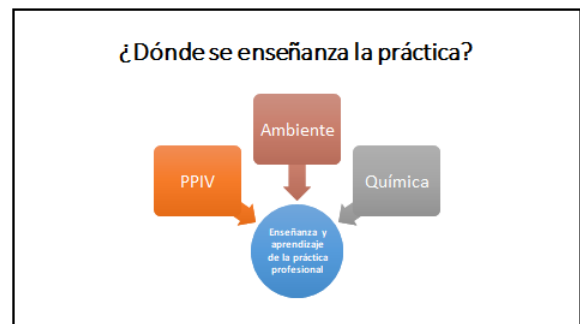 ¿Dónde se enseñanza la práctica?
Ambiente
PPIV
Química
Enseñanza y
aprendizaje
de la práctica
profesional